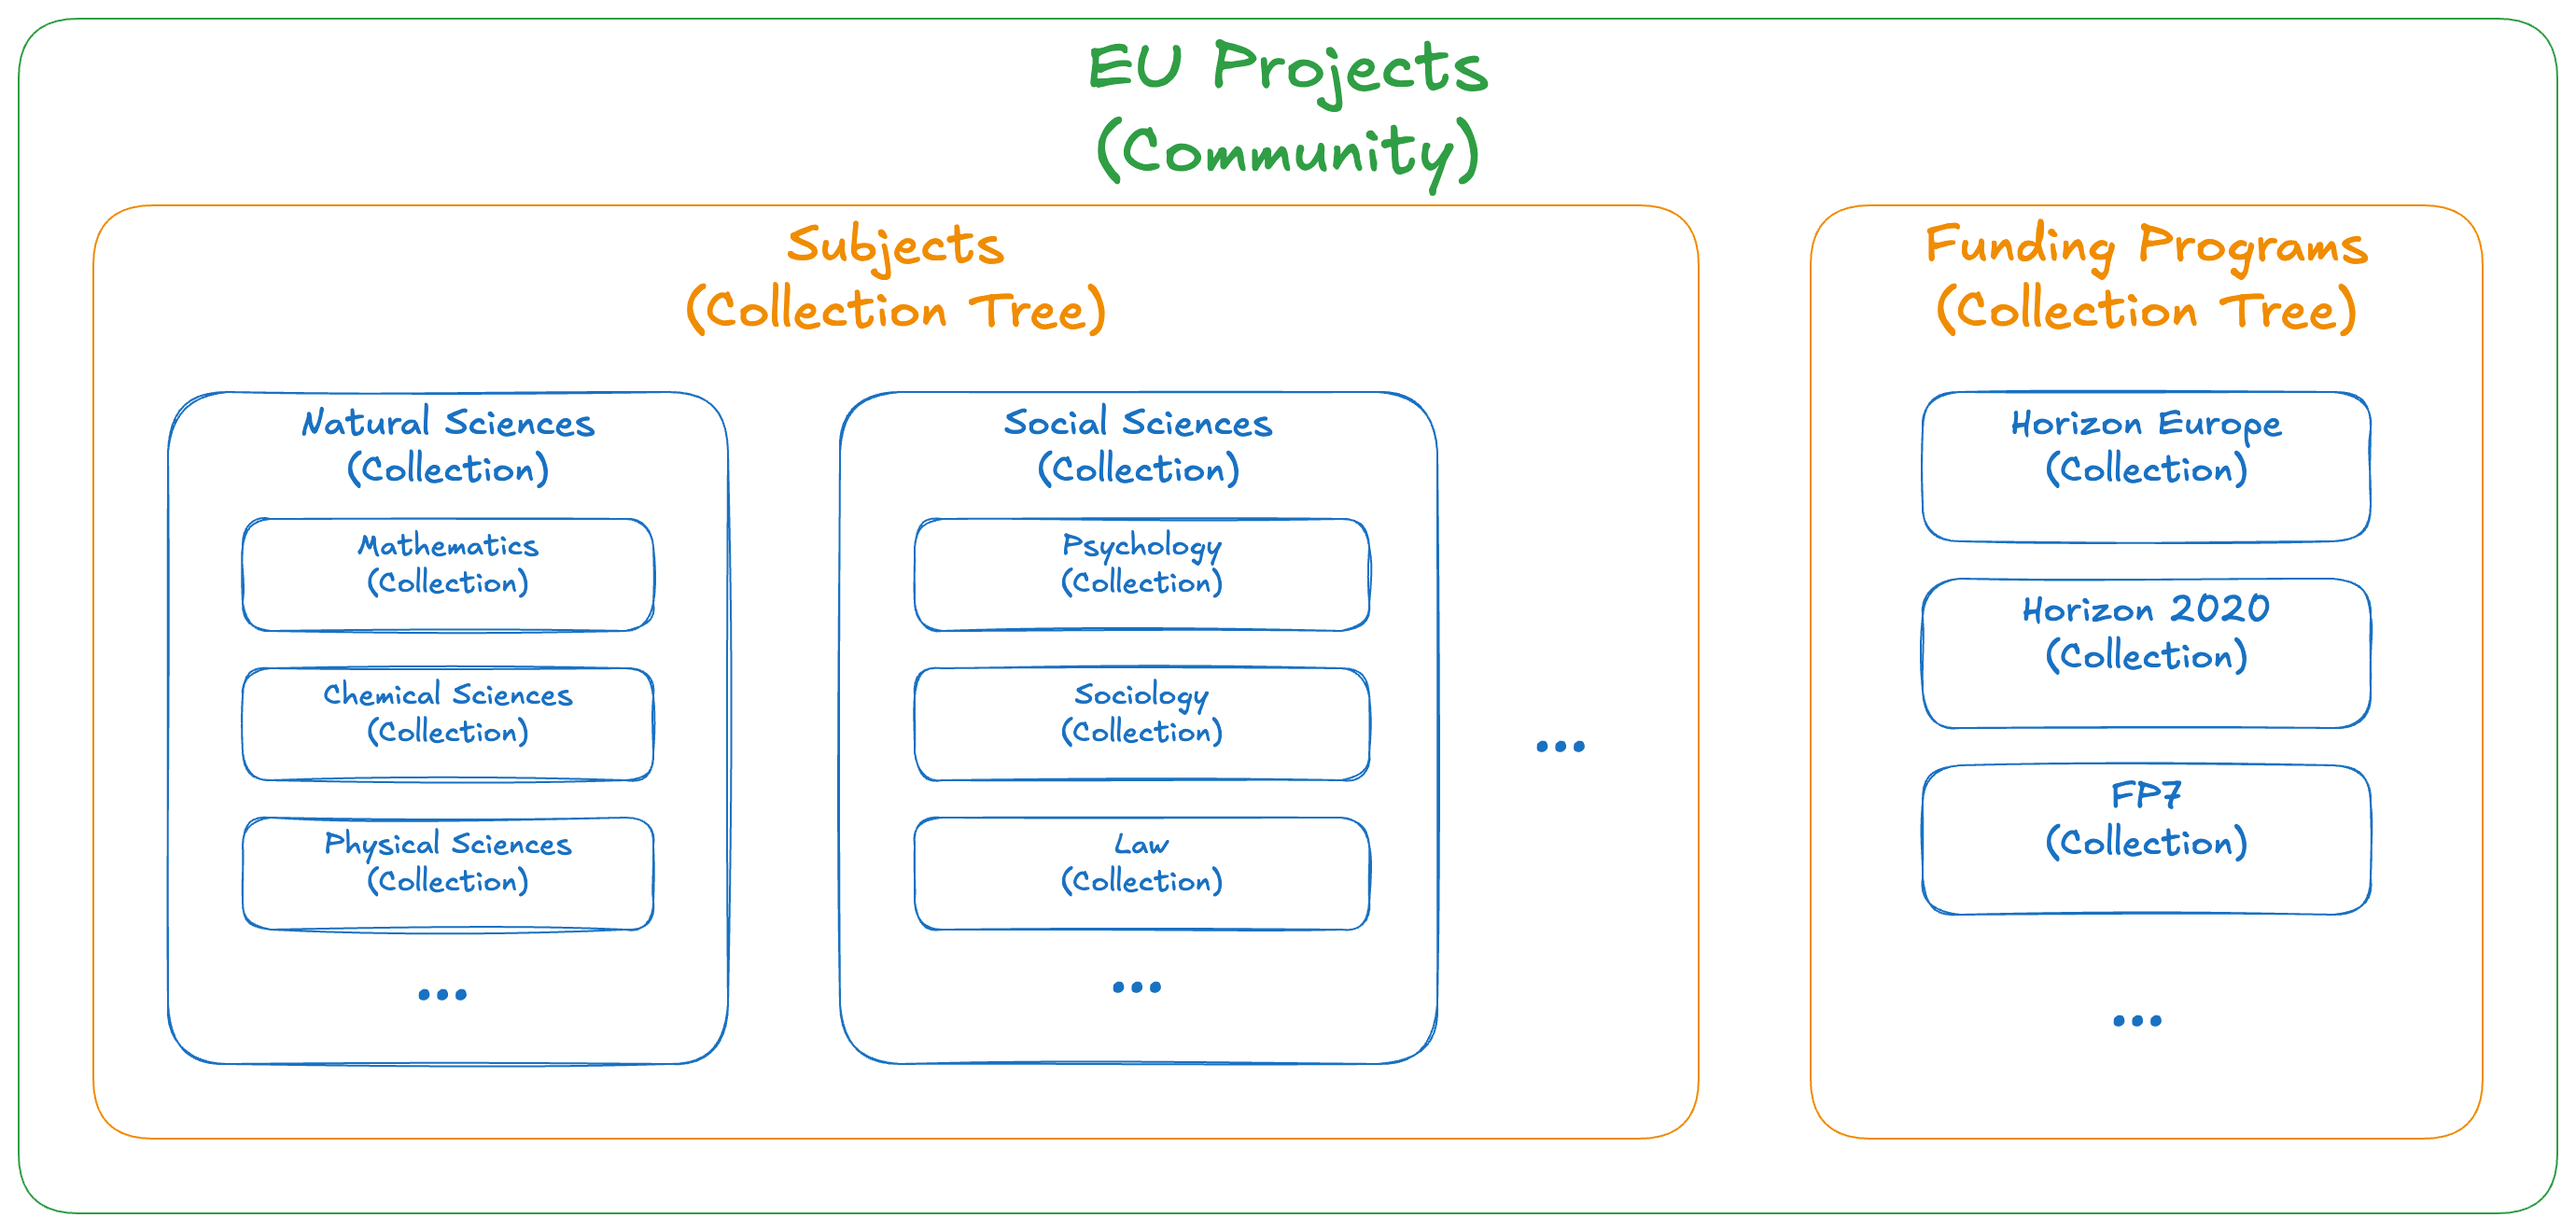 EU Projects
(Community)
Subjects
(Collection Tree)
Natural Sciences
(Collection)
Mathematics
(Collection)
Chemical Sciences
(Collection)
Physical Sciences
(Collection)
...
Social Sciences
(Collection)
Psychology
(Collection)
Sociology
(Collection)
Law
(Collection)
...
...
Funding Programs
(Collection Tree)
Horizon Europe
(Collection)
Horizon 2020
(Collection)
FP7
(Collection)
...